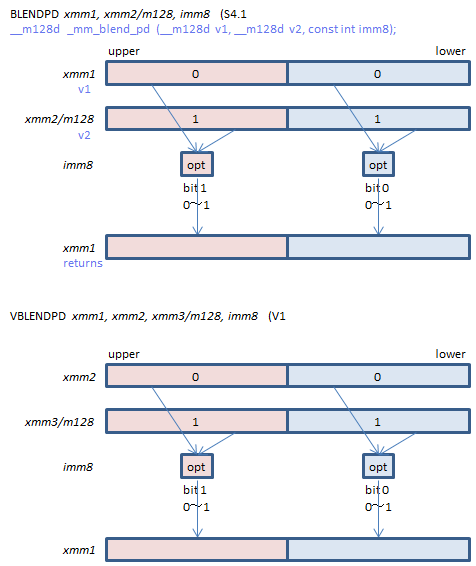 BLENDPD xmm1, xmm2/m128, imm8 (S4.1
__m128d _mm_blend_pd (__m128d v1, __m128d v2, const int imm8);
upper lower
xmm1 0 0
v1
xmm2/m128 1 1
v2
imm8 opt opt
bit 1 bit 0
0～1 0～1
xmm1
returns
VBLENDPD xmm1, xmm2, xmm3/m128, imm8 (V1
upper lower
xmm2 0 0
xmm3/m128 1 1
imm8 opt opt
bit 1 bit 0
0～1 0～1
xmm1